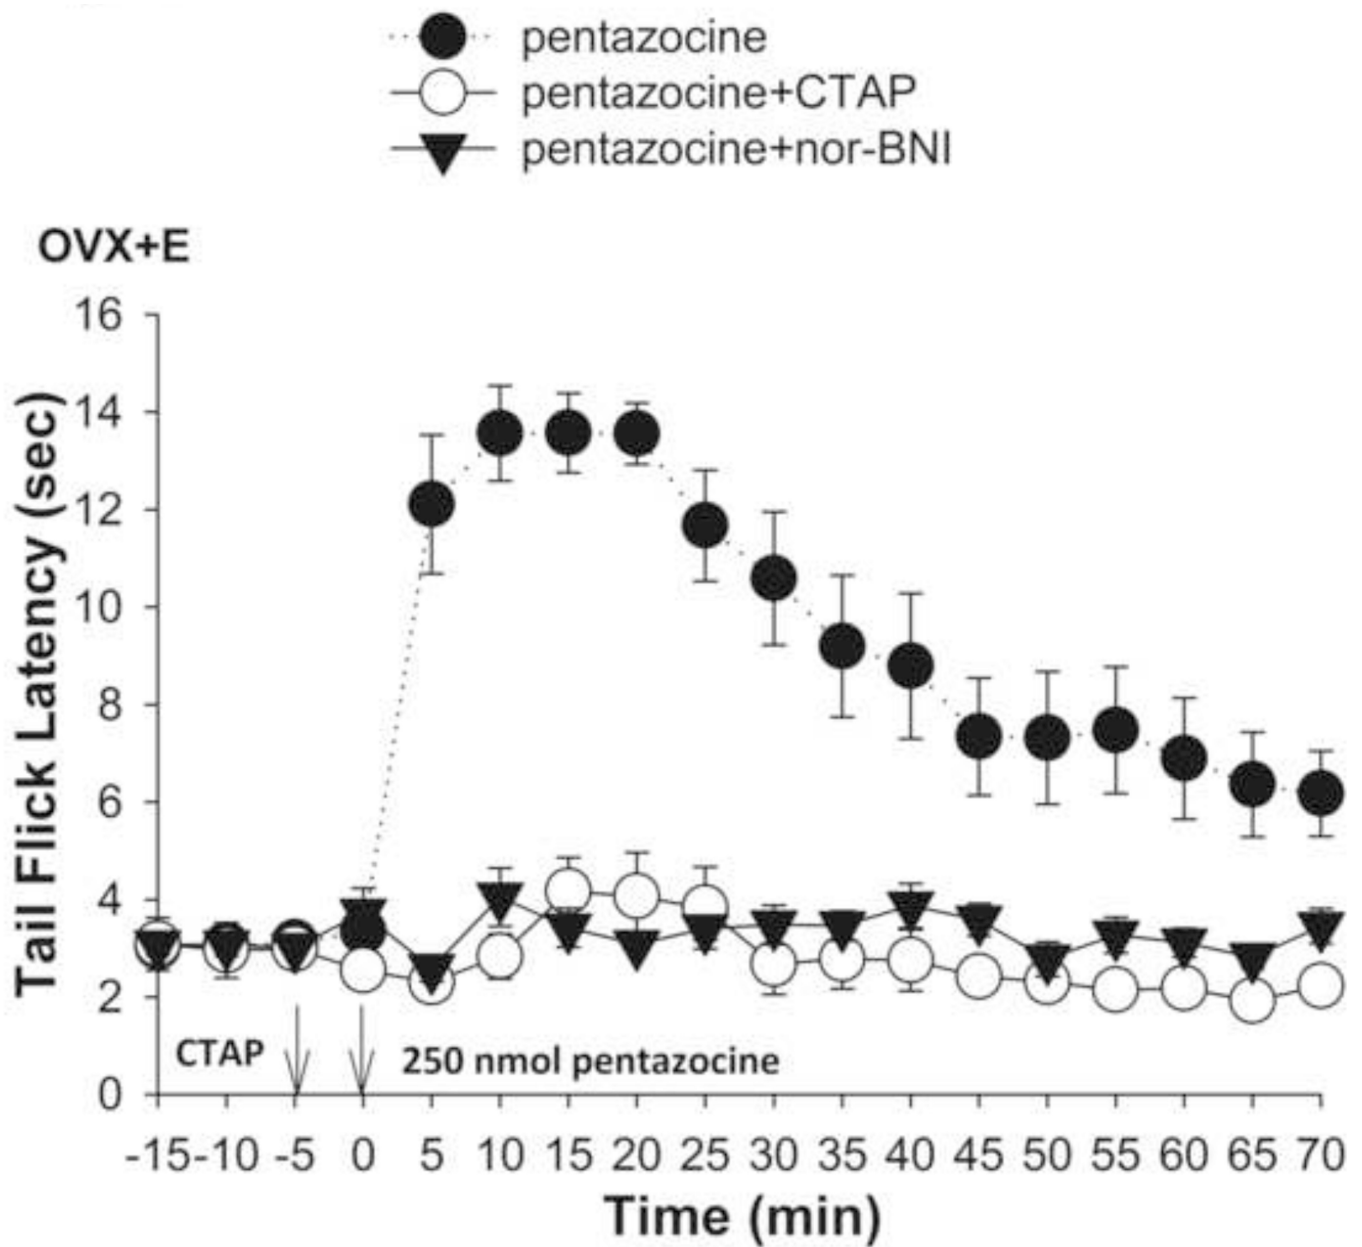 pentazocine
pentazocine+CTAP
pentazocine+nor-BNI
OVX+E
Tail Flick Latency (sec)
16
14
12
10
8
6
4
2
0
CTAP
250 nmol pentazocine
-15 -10 -5 0 5 10 15 20 25 30 35 40 45 50 55 60 65 70
Time (min)